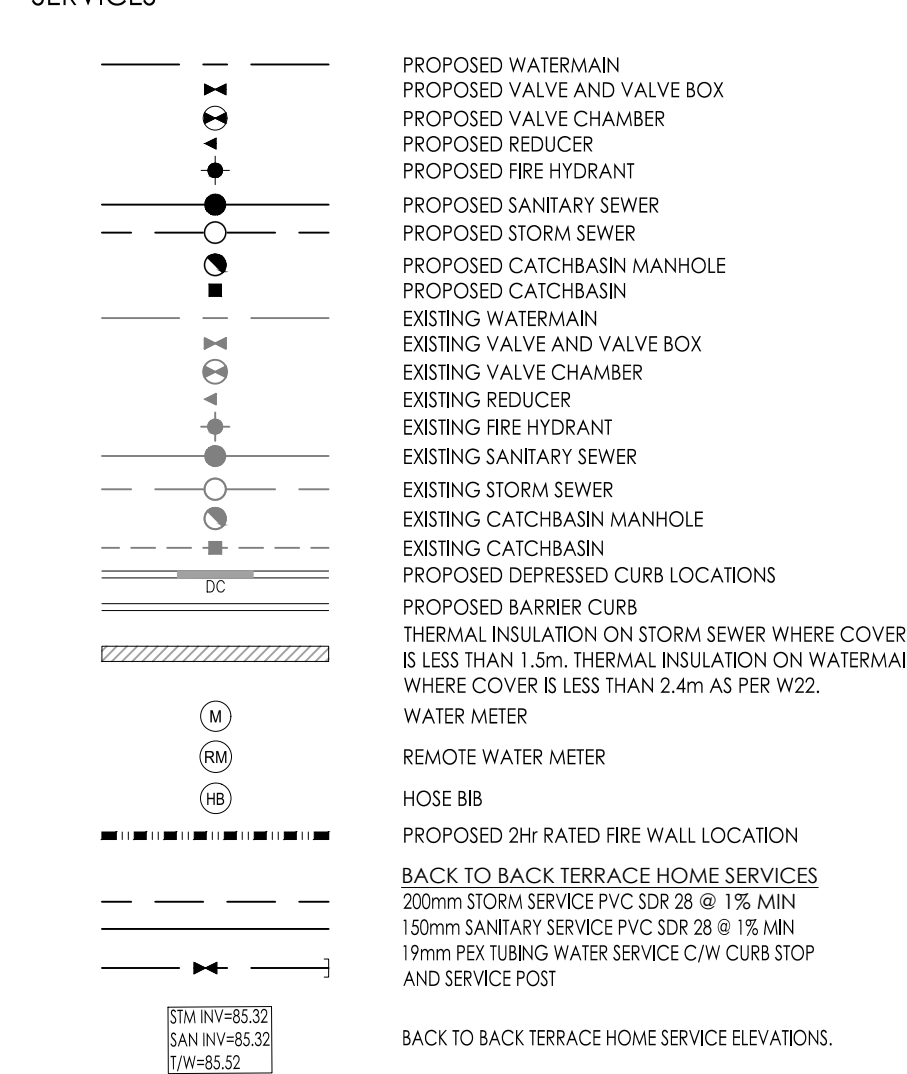 SERVICES
PROPOSED WATERMAIN
PROPOSED VALVE AND VALVE BOX
PROPOSED VALVE CHAMBER
PROPOSED REDUCER
PROPOSED FIRE HYDRANT
PROPOSED SANITARY SEWER
PROPOSED STORM SEWER
PROPOSED CATCHBASIN MANHOLE
PROPOSED CATCHBASIN
EXISTING WATERMAIN
EXISTING VALVE AND VALVE BOX
EXISTING VALVE CHAMBER
EXISTING REDUCER
EXISTING FIRE HYDRANT
EXISTING SANITARY SEWER
EXISTING STORM SEWER
EXISTING CATCHBASIN MANHOLE
EXISTING CATCHBASIN
DC PROPOSED DEPRESSED CURB LOCATIONS
PROPOSED BARRIER CURB
THERMAL INSULATION ON STORM SEWER WHERE COVER
IS LESS THAN 1.5m. THERMAL INSULATION ON WATERMAI
WHERE COVER IS LESS THAN 2.4m AS PER W22.
M WATER METER
RM REMOTE WATER METER
HB HOSE BIB
PROPOSED 2Hr RATED FIRE WALL LOCATION
BACK TO BACK TERRACE HOME SERVICES
200mm STORM SERVICE PVC SDR 28 @ 1% MIN
150mm SANITARY SERVICE PVC SDR 28 @ 1% MIN
19mm PEX TUBING WATER SERVICE C/W CURB STOP
AND SERVICE POST
STM INV=85.32
SAN INV=85.32
T/W=85.52
BACK TO BACK TERRACE HOME SERVICE ELEVATIONS.